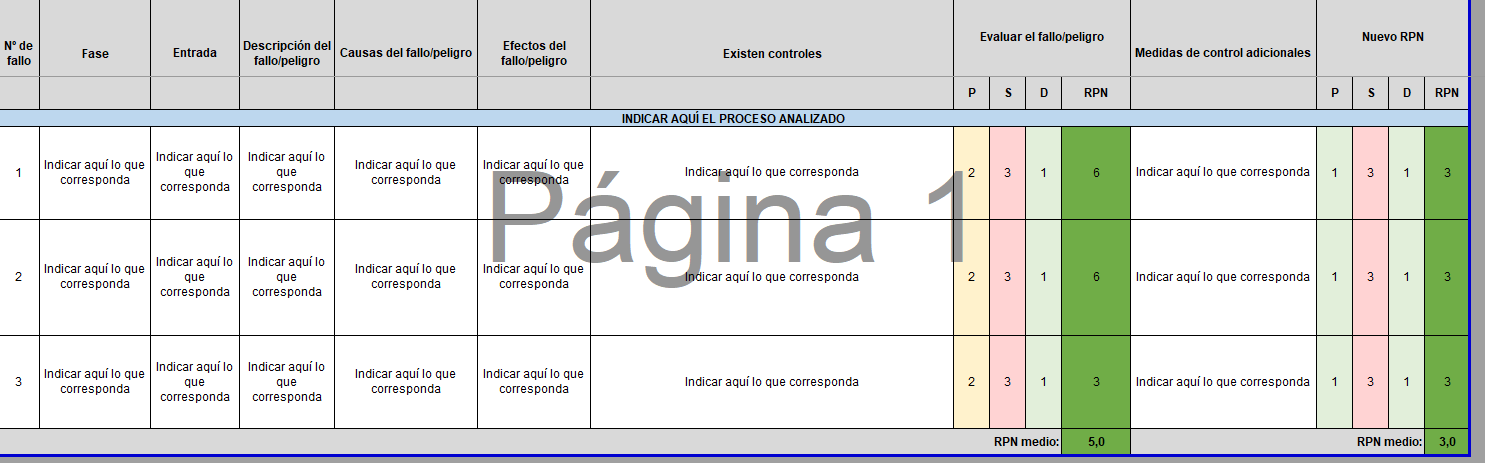 Nº de fallo
Fase
Entrada
Descripción del fallo/peligro
Causas del fallo/peligro
Efectos del fallo/peligro
Existen controles
Evaluar el fallo/peligro
Medidas de control adicionales
Nuevo RPN
P S D RPN P S D RPN
INDICAR AQUÍ EL PROCESO ANALIZADO
1 Indicar aquí lo que corresponda Indicar aquí lo que corresponda Indicar aquí lo que corresponda Indicar aquí lo que corresponda Indicar aquí lo que corresponda Indicar aquí lo que corresponda 2 3 1 6 Indicar aquí lo que corresponda 1 3 1 3
Página 1
2 Indicar aquí lo que corresponda Indicar aquí lo que corresponda Indicar aquí lo que corresponda Indicar aquí lo que corresponda Indicar aquí lo que corresponda Indicar aquí lo que corresponda 2 3 1 6 Indicar aquí lo que corresponda 1 3 1 3
3 Indicar aquí lo que corresponda Indicar aquí lo que corresponda Indicar aquí lo que corresponda Indicar aquí lo que corresponda Indicar aquí lo que corresponda Indicar aquí lo que corresponda 2 3 1 3 Indicar aquí lo que corresponda 1 3 1 3
RPN medio: 5,0 RPN medio: 3,0